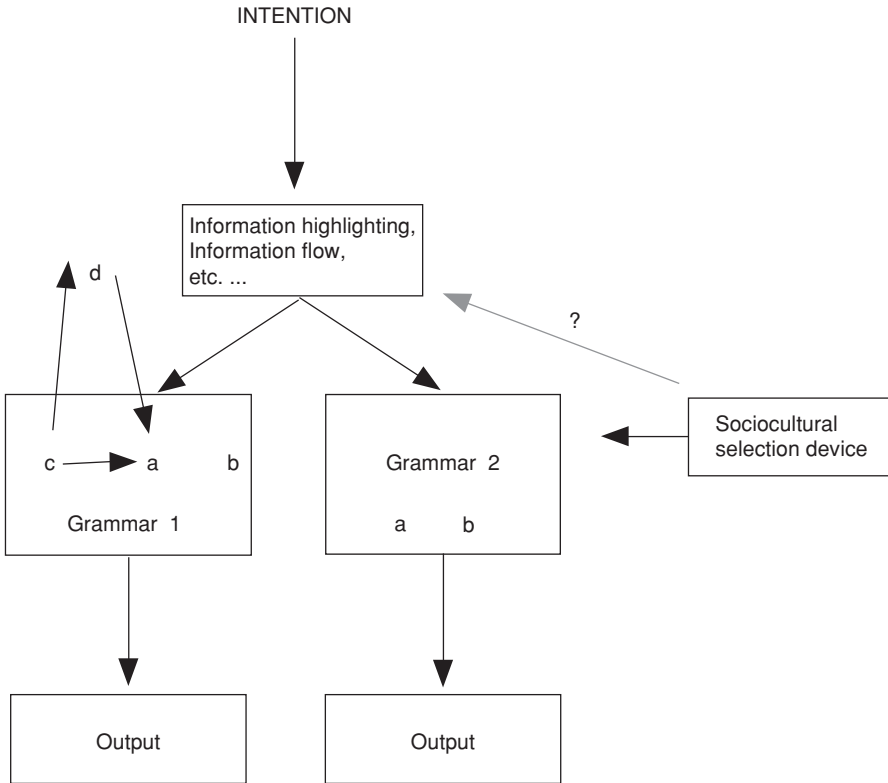 INTENTION
Information highlighting,
Information flow,
etc. ...
d
?
c a b
Grammar 1
Grammar 2
a b
Sociocultural
selection device
Output
Output